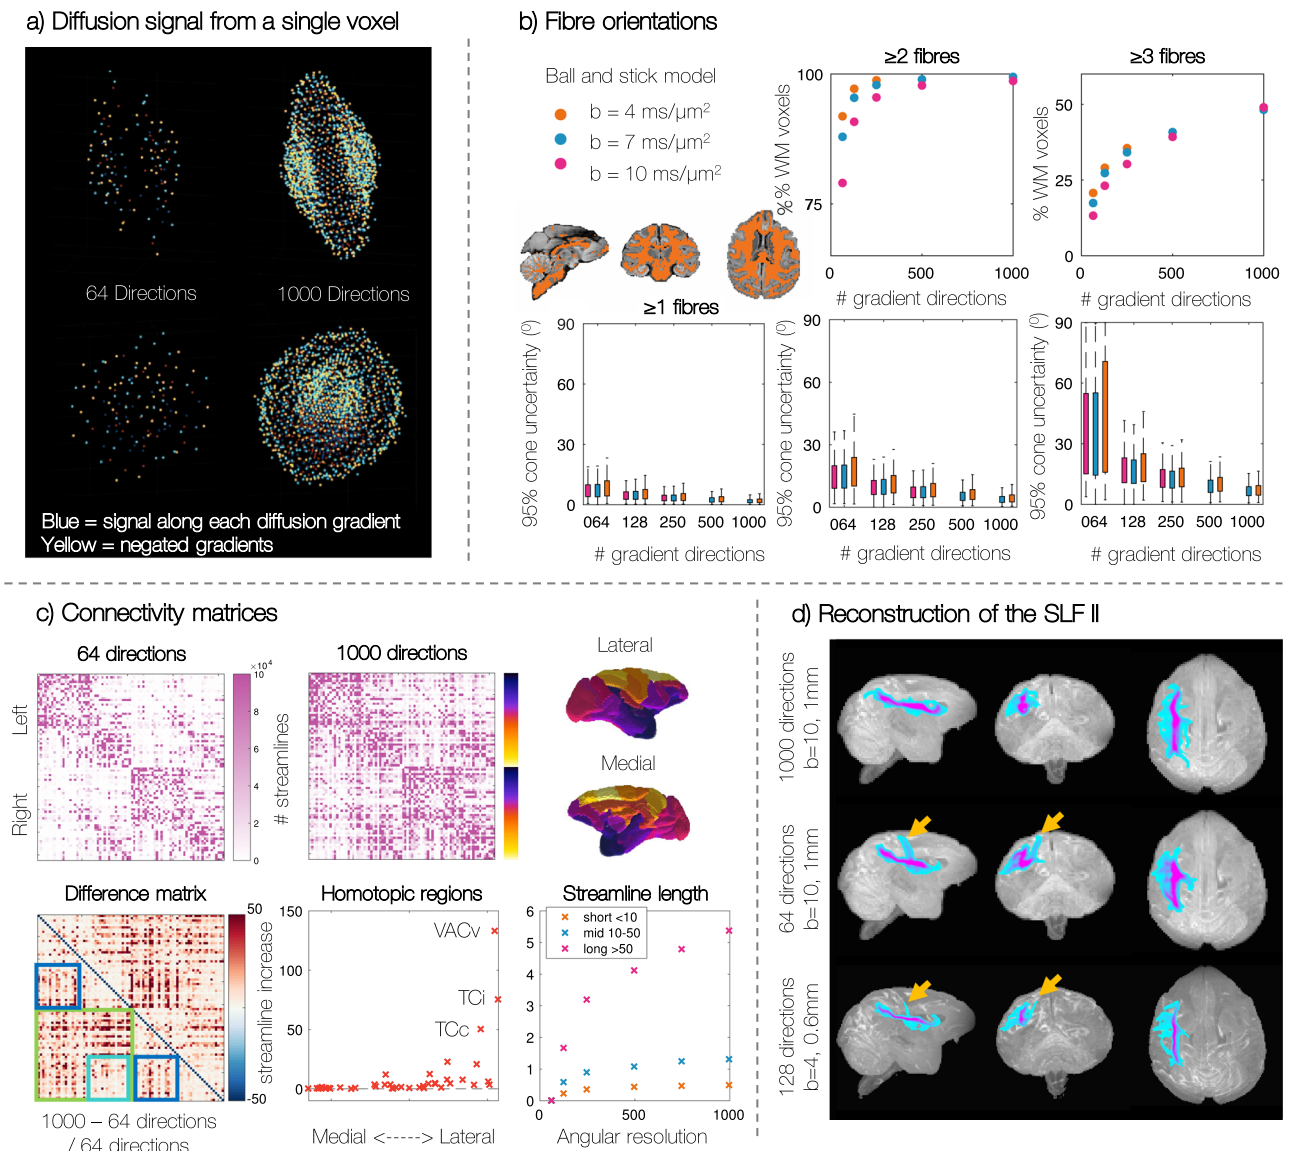 a) Diffusion signal from a single voxel
64 Directions
1000 Directions
Blue = signal along each diffusion gradient
Yellow = negated gradients
b) Fibre orientations
Ball and stick model
b = 4 ms/µm²
b = 7 ms/µm²
b = 10 ms/µm²
≥2 fibres
%% WM voxels
100
75
0
500
1000
# gradient directions
≥3 fibres
% WM voxels
50
25
0
0
500
1000
# gradient directions
≥1 fibres
95% cone uncertainty (⁰)
90
60
30
0
064 128 250 500 1000
# gradient directions
95% cone uncertainty (⁰)
90
60
30
0
064 128 250 500 1000
# gradient directions
95% cone uncertainty (⁰)
90
60
30
0
064 128 250 500 1000
# gradient directions
c) Connectivity matrices
64 directions
×10⁴
Left
Right
10
8
6
4
2
0
# streamlines
1000 directions
Lateral
Medial
Difference matrix
50
-50
streamline increase
1000 – 64 directions
/ 64 directions
Homotopic regions
150
100
50
0
VACv
TCi
TCc
Medial <-----> Lateral
Streamline length
6
5
4
3
2
1
0
short <10
mid 10-50
long >50
0
500
1000
Angular resolution
d) Reconstruction of the SLF II
1000 directions
b=10, 1mm
64 directions
b=10, 1mm
128 directions
b=4, 0.6mm